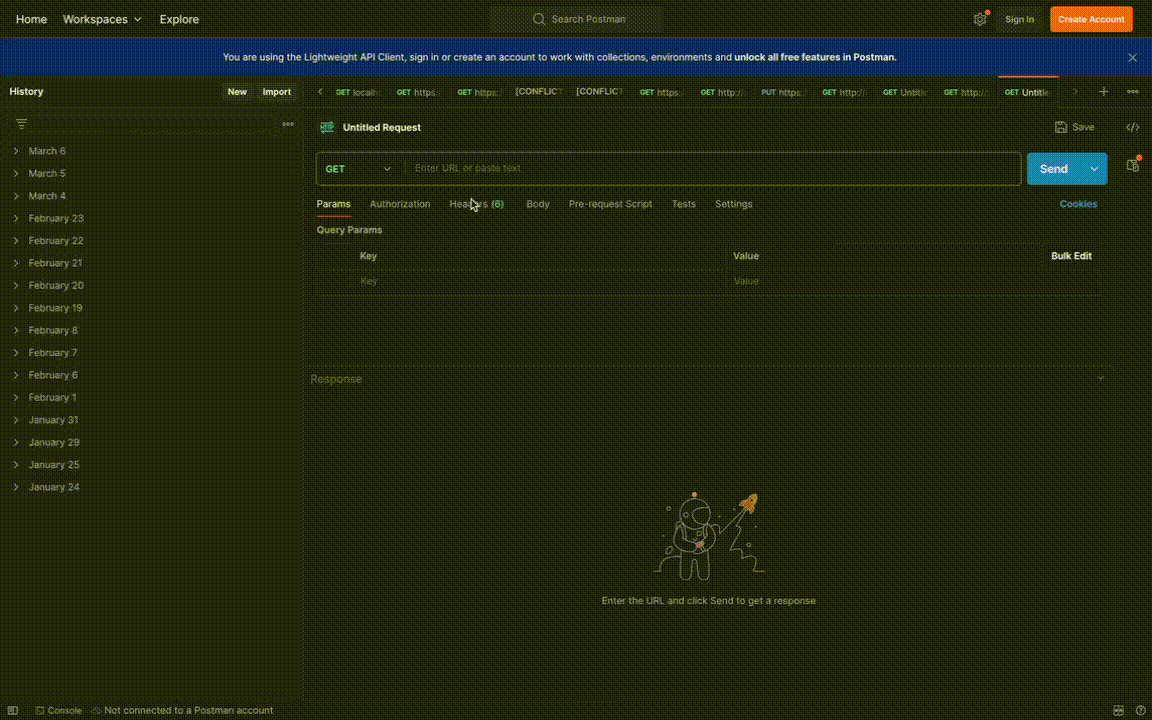 Home Workspaces Explore Search Postman Sign In Create Account
You are using the Lightweight API Client, sign in or create an account to work with collections, environments and unlock all free features in Postman.
History New Import GET GET https: GET https: [CONFLICT [CONFLICT GET https: GET http:// PUT https: GET http:// GET GET http:// GET
HTTP Untitled Request Save </>
March 6
March 5
March 4
February 23
February 22
February 21
February 20
February 19
February 8
February 7
February 6
February 1
January 31
January 29
January 25
January 24
GET Enter URL or paste text Send
Params Authorization Headers (6) Body Pre-request Script Tests Settings Cookies
Query Params
Key Value Bulk Edit
Key Value
Response
Enter the URL and click Send to get a response
Console Not connected to a Postman account